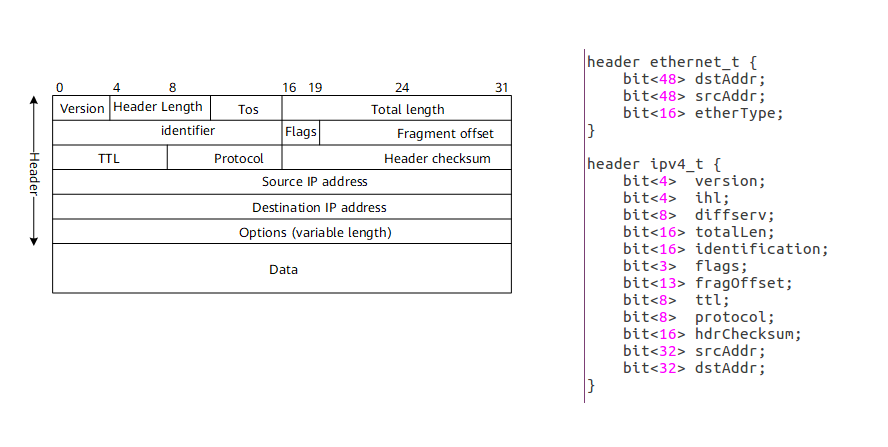 0 4 8 16 19 24 31
Version Header Length Tos Total length
identifier Flags Fragment offset
TTL Protocol Header checksum
Source IP address
Destination IP address
Options (variable length)
Data
Header
header ethernet_t {
bit<48> dstAddr;
bit<48> srcAddr;
bit<16> etherType;
}
header ipv4_t {
bit<4> version;
bit<4> ihl;
bit<8> diffserv;
bit<16> totalLen;
bit<16> identification;
bit<3> flags;
bit<13> fragOffset;
bit<8> ttl;
bit<8> protocol;
bit<16> hdrChecksum;
bit<32> srcAddr;
bit<32> dstAddr;
}